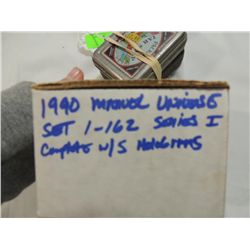 1990 MARVEL UNIVERSE
SET 1-162 SERIES I
COMPLETE W/5 HOLOGRAMS